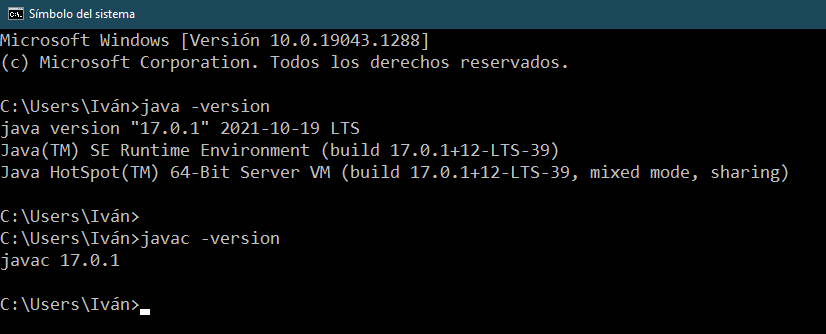 Símbolo del sistema
Microsoft Windows [Versión 10.0.19043.1288]
(c) Microsoft Corporation. Todos los derechos reservados.
C:\Users\Iván>java -version
java version "17.0.1" 2021-10-19 LTS
Java(TM) SE Runtime Environment (build 17.0.1+12-LTS-39)
Java HotSpot(TM) 64-Bit Server VM (build 17.0.1+12-LTS-39, mixed mode, sharing)
C:\Users\Iván>
C:\Users\Iván>javac -version
javac 17.0.1
C:\Users\Iván>